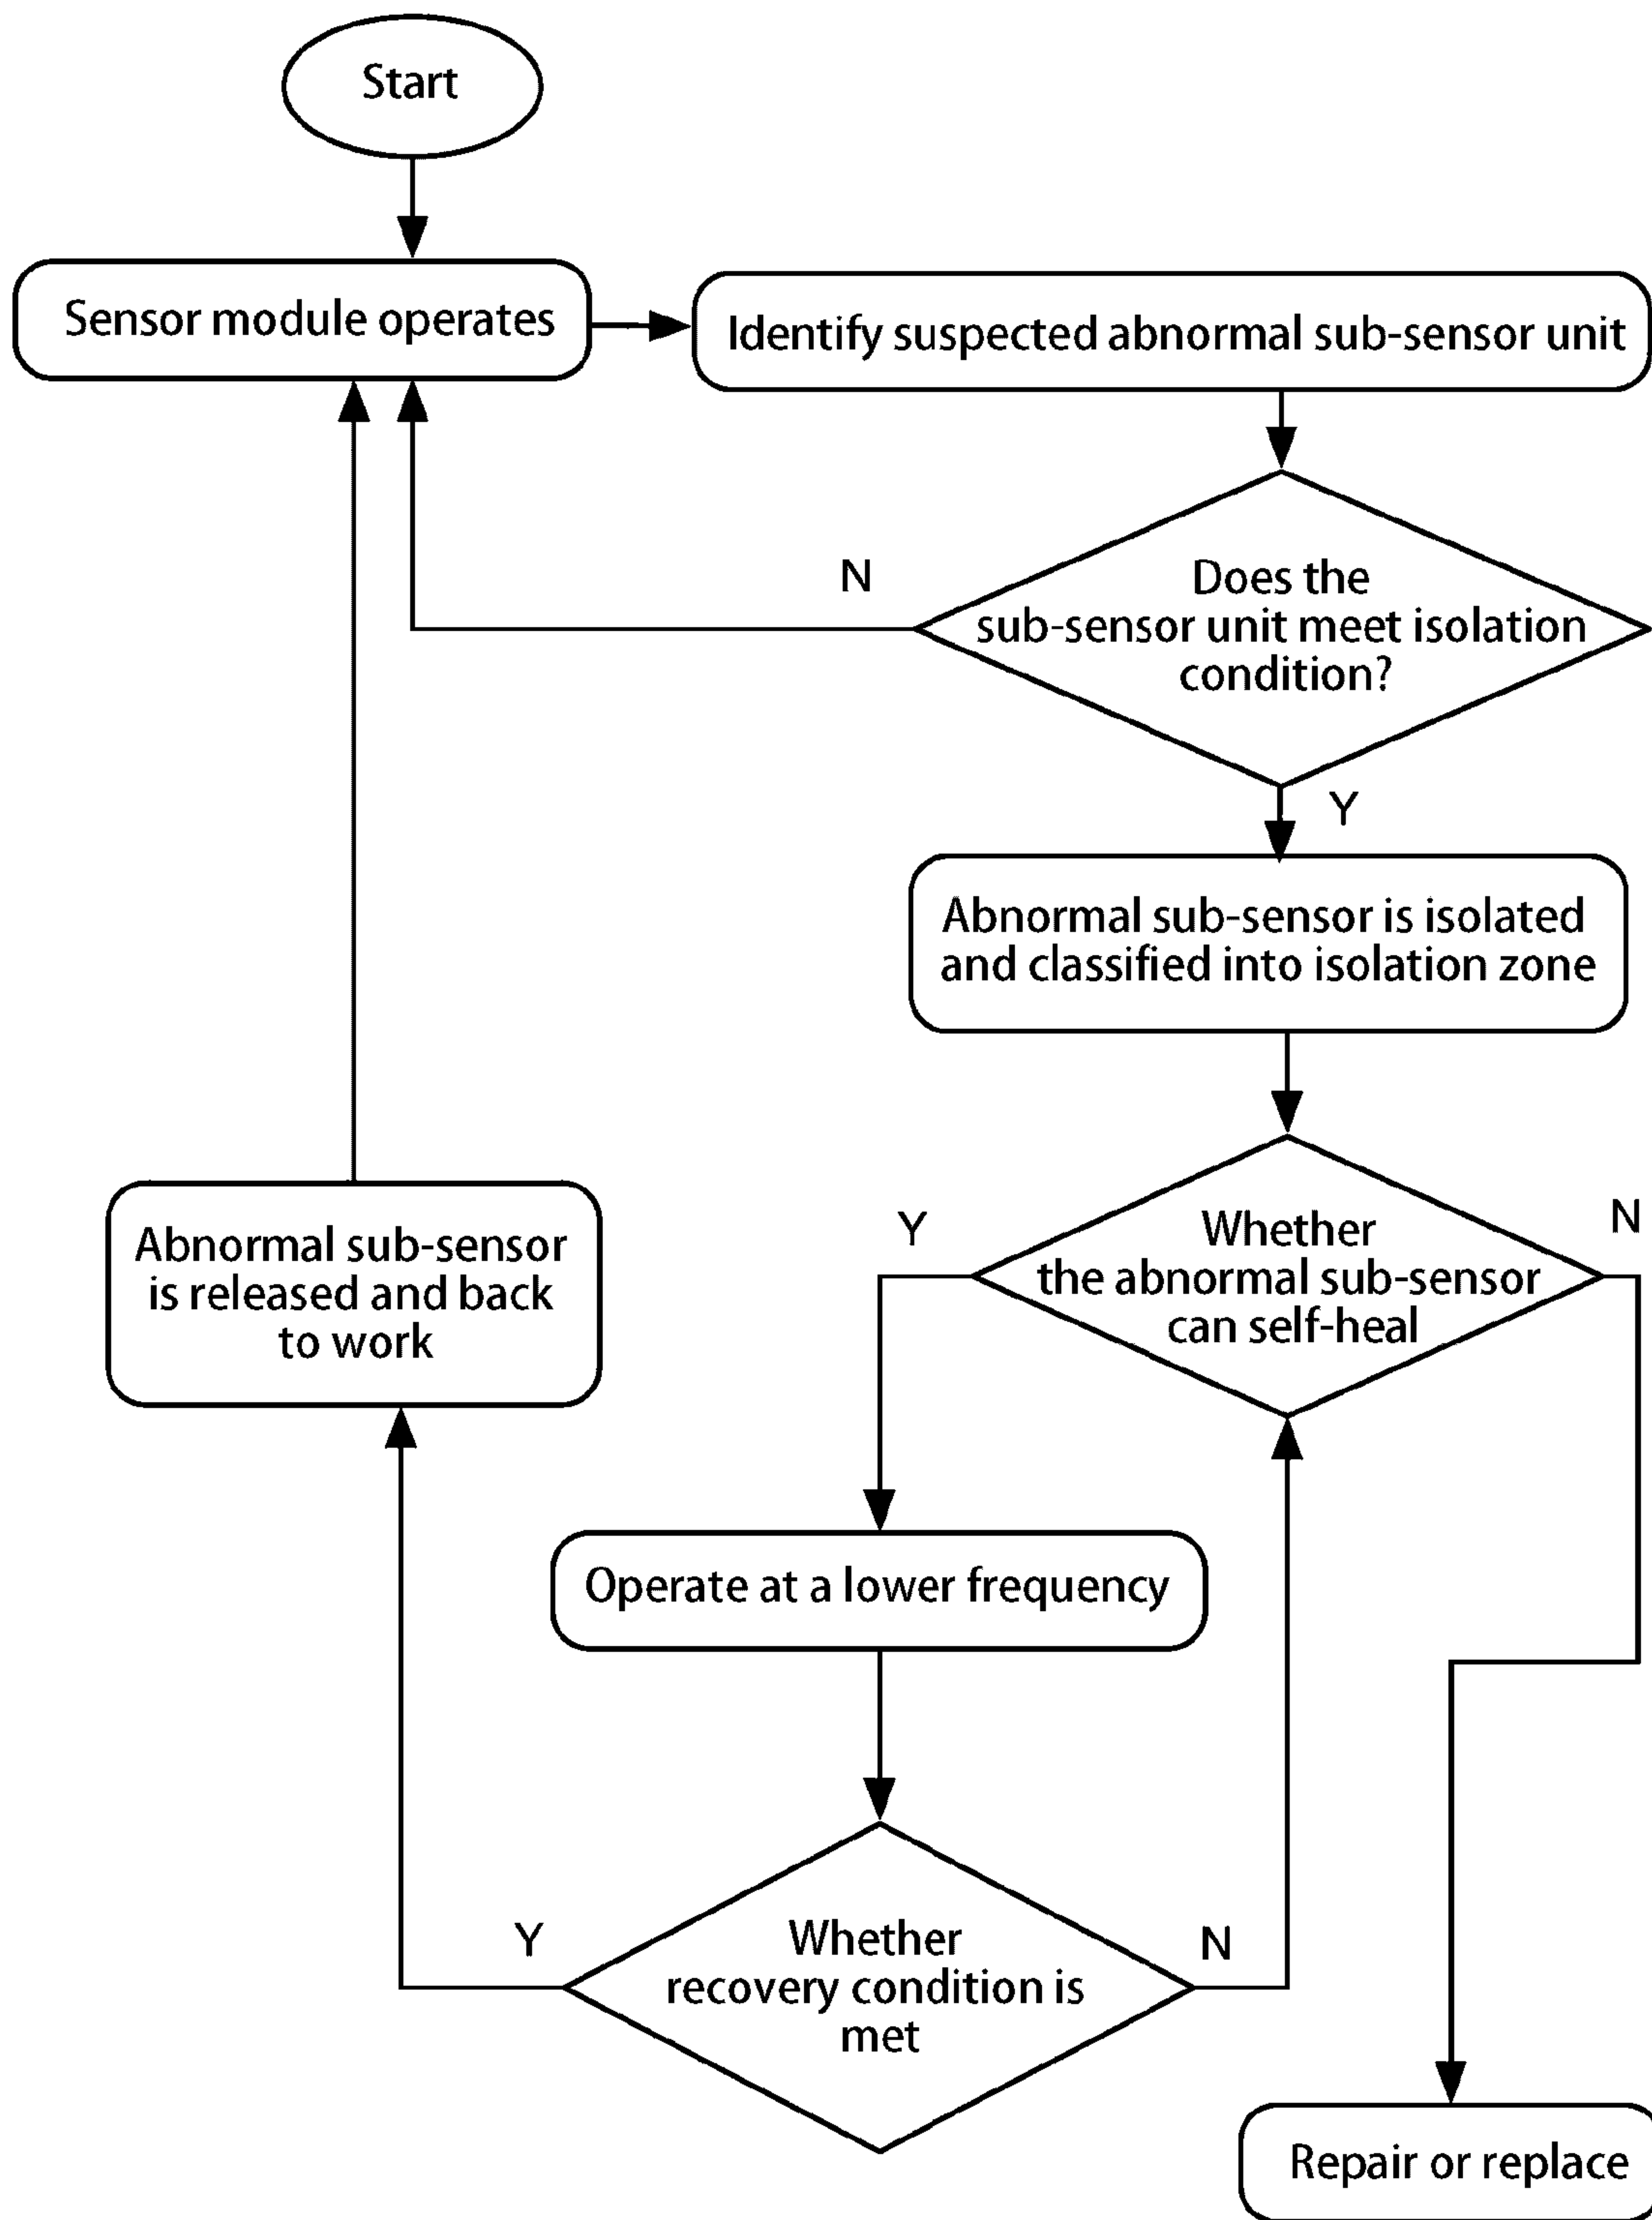 Start
Sensor module operates
Identify suspected abnormal sub-sensor unit
N
Does the
sub-sensor unit meet isolation
condition?
Y
Abnormal sub-sensor is isolated
and classified into isolation zone
Y
Whether
the abnormal sub-sensor
can self-heal
N
Abnormal sub-sensor
is released and back
to work
Operate at a lower frequency
Y
Whether
recovery condition is
met
N
Repair or replace